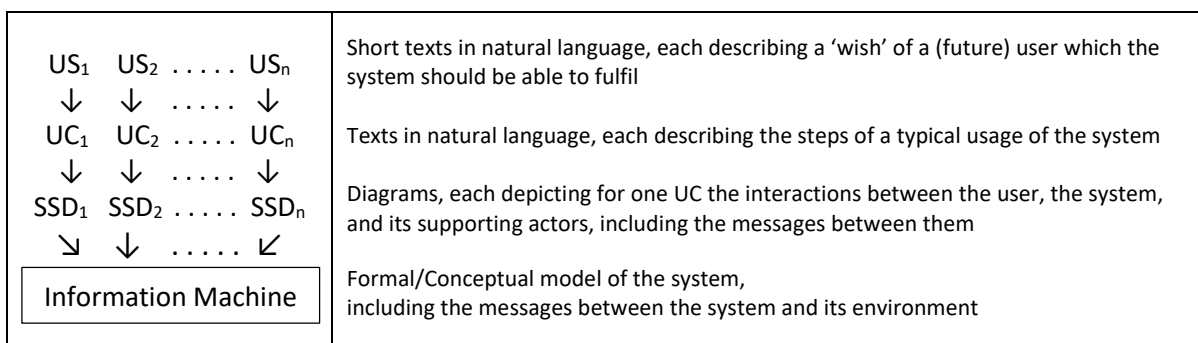 US₁ US₂ . . . . . USₙ
Short texts in natural language, each describing a ‘wish’ of a (future) user which the
system should be able to fulfil
↓ ↓ . . . . . ↓
UC₁ UC₂ . . . . . UCₙ
Texts in natural language, each describing the steps of a typical usage of the system
↓ ↓ . . . . . ↓
SSD₁ SSD₂ . . . . . SSDₙ
Diagrams, each depicting for one UC the interactions between the user, the system,
and its supporting actors, including the messages between them
↘ ↓ . . . . . ↙
Information Machine
Formal/Conceptual model of the system,
including the messages between the system and its environment